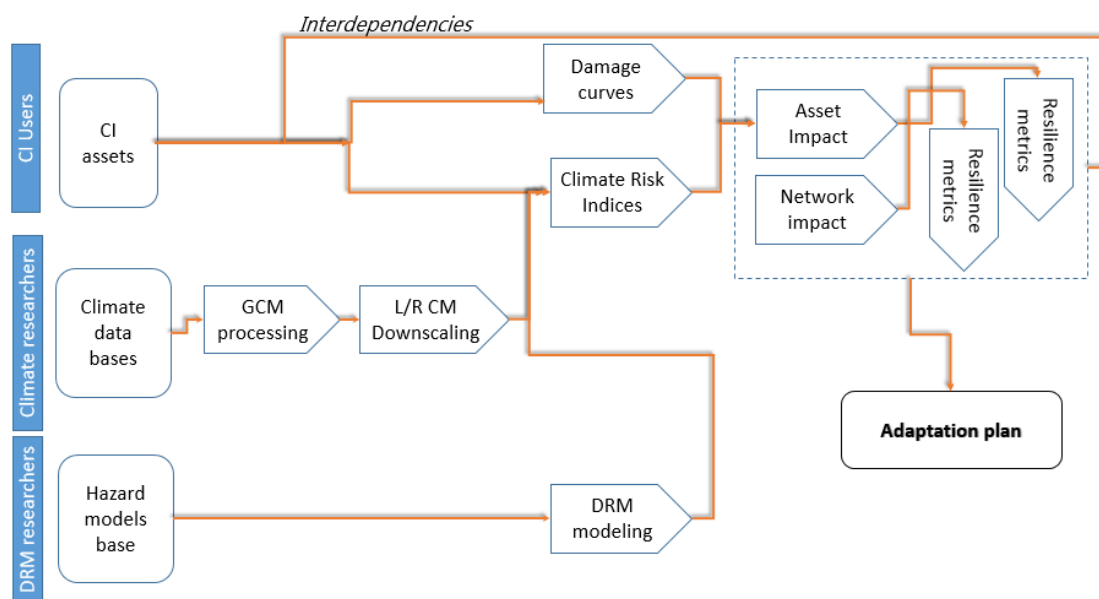 Interdependencies
CI Users
CI
assets
Damage
curves
Climate Risk
Indices
Asset
Impact
Network
impact
Resilience
metrics
Resilience
metrics
Climate researchers
Climate
data
bases
GCM
processing
L/R CM
Downscaling
Adaptation plan
DRM researchers
Hazard
models
base
DRM
modeling